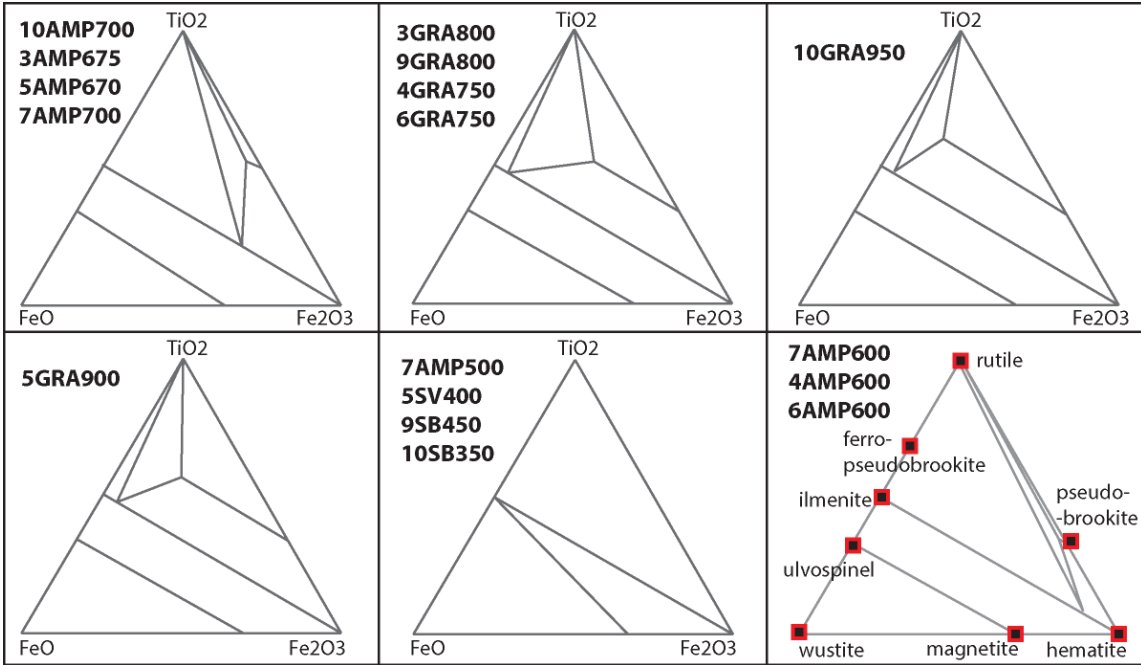 TiO2
10AMP700
3AMP675
5AMP670
7AMP700
FeO
Fe2O3
TiO2
3GRA800
9GRA800
4GRA750
6GRA750
FeO
Fe2O3
TiO2
10GRA950
FeO
Fe2O3
TiO2
5GRA900
FeO
Fe2O3
TiO2
7AMP500
5SV400
9SB450
10SB350
FeO
Fe2O3
7AMP600
4AMP600
6AMP600
rutile
ferro-
pseudobrookite
ilmenite
pseudo-
-brookite
ulvospinel
wustite
magnetite
hematite